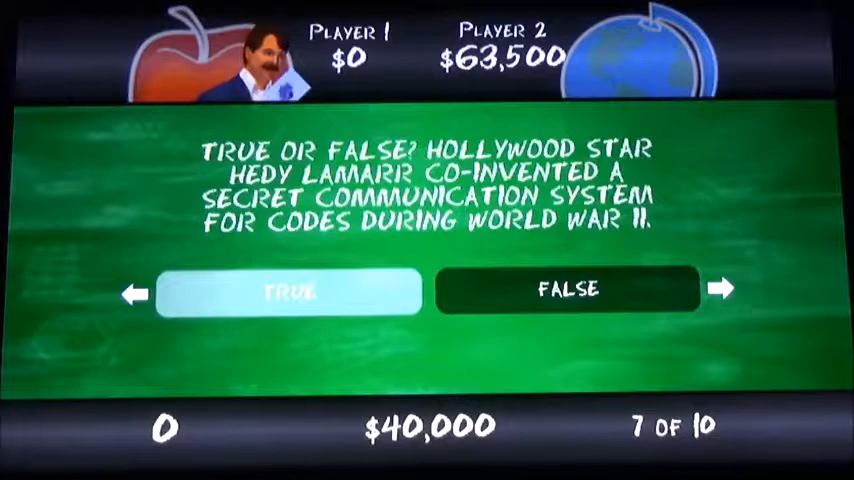 PLAYER 1
$0
PLAYER 2
$63,500
TRUE OR FALSE? HOLLYWOOD STAR
HEDY LAMARR CO-INVENTED A
SECRET COMMUNICATION SYSTEM
FOR CODES DURING WORLD WAR II.
TRUE
FALSE
0
$40,000
7 OF 10